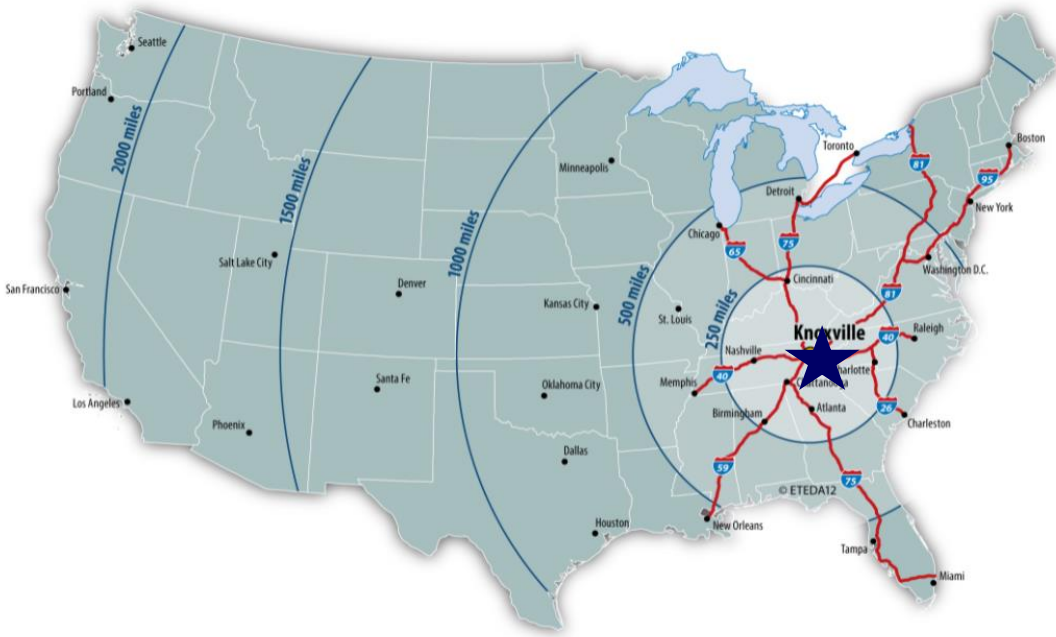 Seattle
Portland
2000 miles
1500 miles
1000 miles
500 miles
250 miles
Minneapolis
Toronto
81
Boston
95
Detroit
New York
Chicago
65
75
Washington D.C.
Salt Lake City
Cincinnati
San Francisco
Denver
81
Kansas City
St. Louis
Knoxville
40
Raleigh
Nashville
40
Memphis
Charlotte
Chattanooga
Santa Fe
Oklahoma City
Los Angeles
Atlanta
26
Birmingham
Charleston
Phoenix
Dallas
59
75
© ETEDA12
Houston
New Orleans
Tampa
Miami